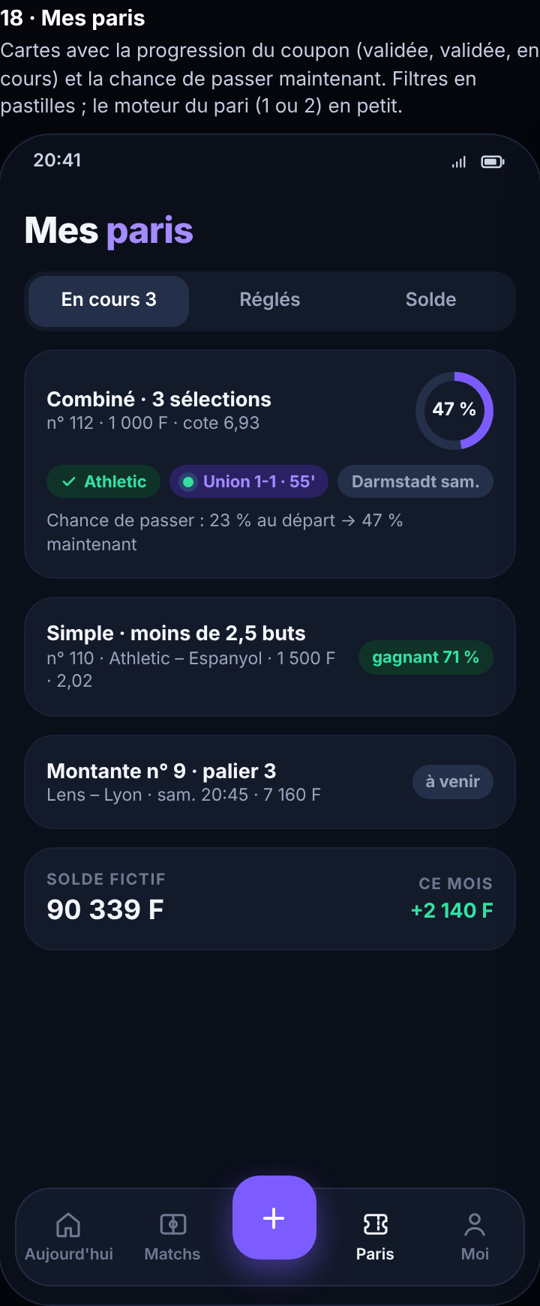 18 · Mes paris
Cartes avec la progression du coupon (validée, validée, en
cours) et la chance de passer maintenant. Filtres en
pastilles ; le moteur du pari (1 ou 2) en petit.
20:41
Mes paris
En cours 3
Réglés
Solde
Combiné · 3 sélections
n° 112 · 1 000 F · cote 6,93
47 %
Athletic
Union 1-1 · 55'
Darmstadt sam.
Chance de passer : 23 % au départ → 47 %
maintenant
Simple · moins de 2,5 buts
n° 110 · Athletic – Espanyol · 1 500 F
· 2,02
gagnant 71 %
Montante n° 9 · palier 3
Lens – Lyon · sam. 20:45 · 7 160 F
à venir
SOLDE FICTIF
90 339 F
CE MOIS
+2 140 F
Aujourd'hui
Matchs
+
Paris
Moi